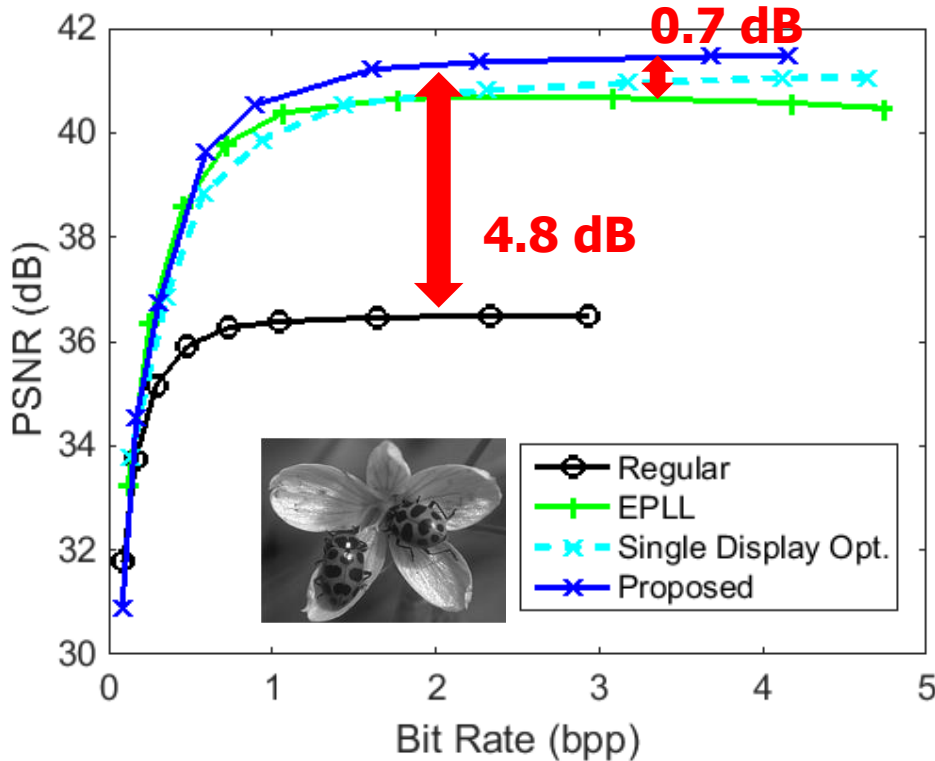 0.7 dB
4.8 dB
PSNR (dB)
42
40
38
36
34
32
30
0 1 2 3 4 5
Bit Rate (bpp)
Regular
EPLL
Single Display Opt.
Proposed